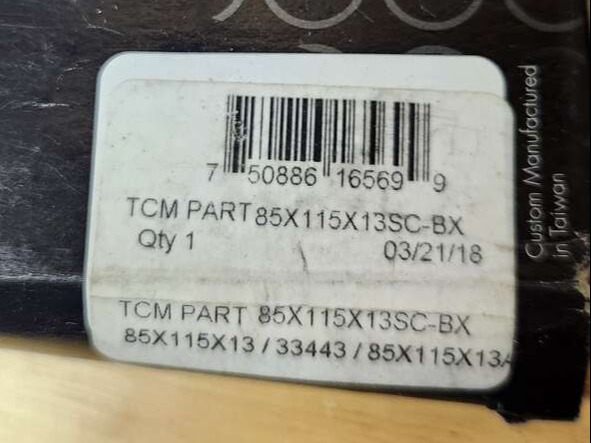 7 50886 16569 9
TCM PART 85X115X13SC-BX
Qty 1 03/21/18
TCM PART 85X115X13SC-BX
85X115X13 / 33443 / 85X115X13A
Custom Manufactured
in Taiwan